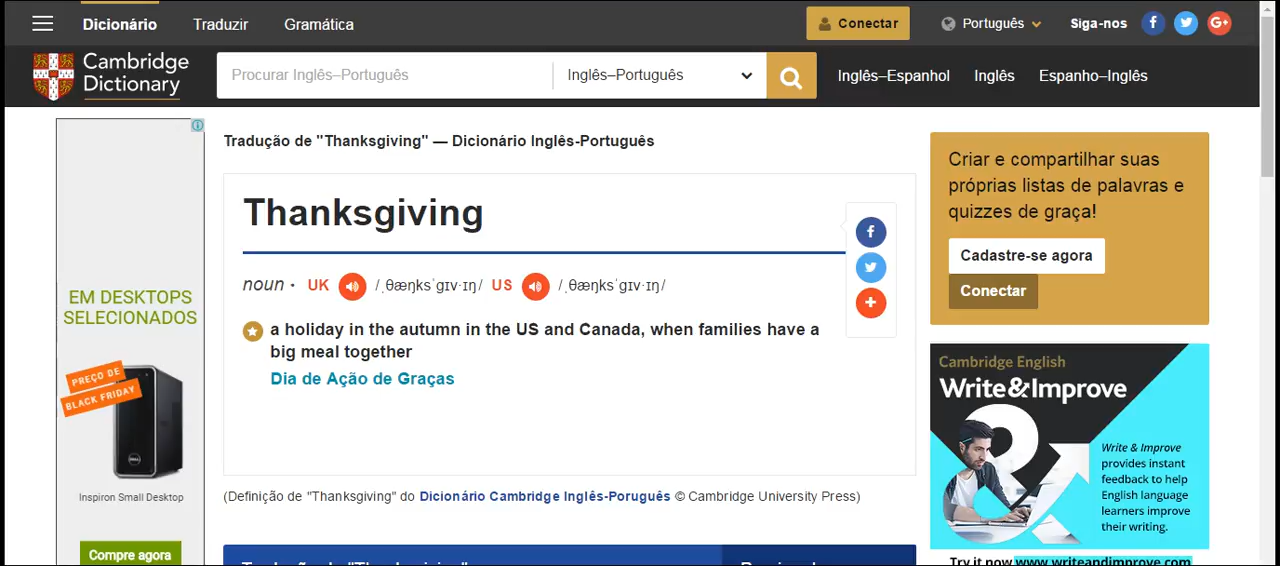 Dicionário Traduzir Gramática Conectar Português Siga-nos
Cambridge
Dictionary
Procurar Inglês–Português Inglês–Português Inglês–Espanhol Inglês Espanho–Inglês
Tradução de "Thanksgiving" — Dicionário Inglês-Português
Thanksgiving
noun · UK /ˌθæŋksˈɡɪv·ɪŋ/ US /ˌθæŋksˈɡɪv·ɪŋ/
a holiday in the autumn in the US and Canada, when families have a
big meal together
Dia de Ação de Graças
(Definição de "Thanksgiving" do Dicionário Cambridge Inglês-Poruguês © Cambridge University Press)
EM DESKTOPS
SELECIONADOS
PREÇO DE
BLACK FRIDAY
DELL
Inspiron Small Desktop
Compre agora
Criar e compartilhar suas
próprias listas de palavras e
quizzes de graça!
Cadastre-se agora
Conectar
Cambridge English
Write&Improve
&
Write & Improve
provides instant
feedback to help
English language
learners improve
their writing.
Try it now www.writeandimprove.com